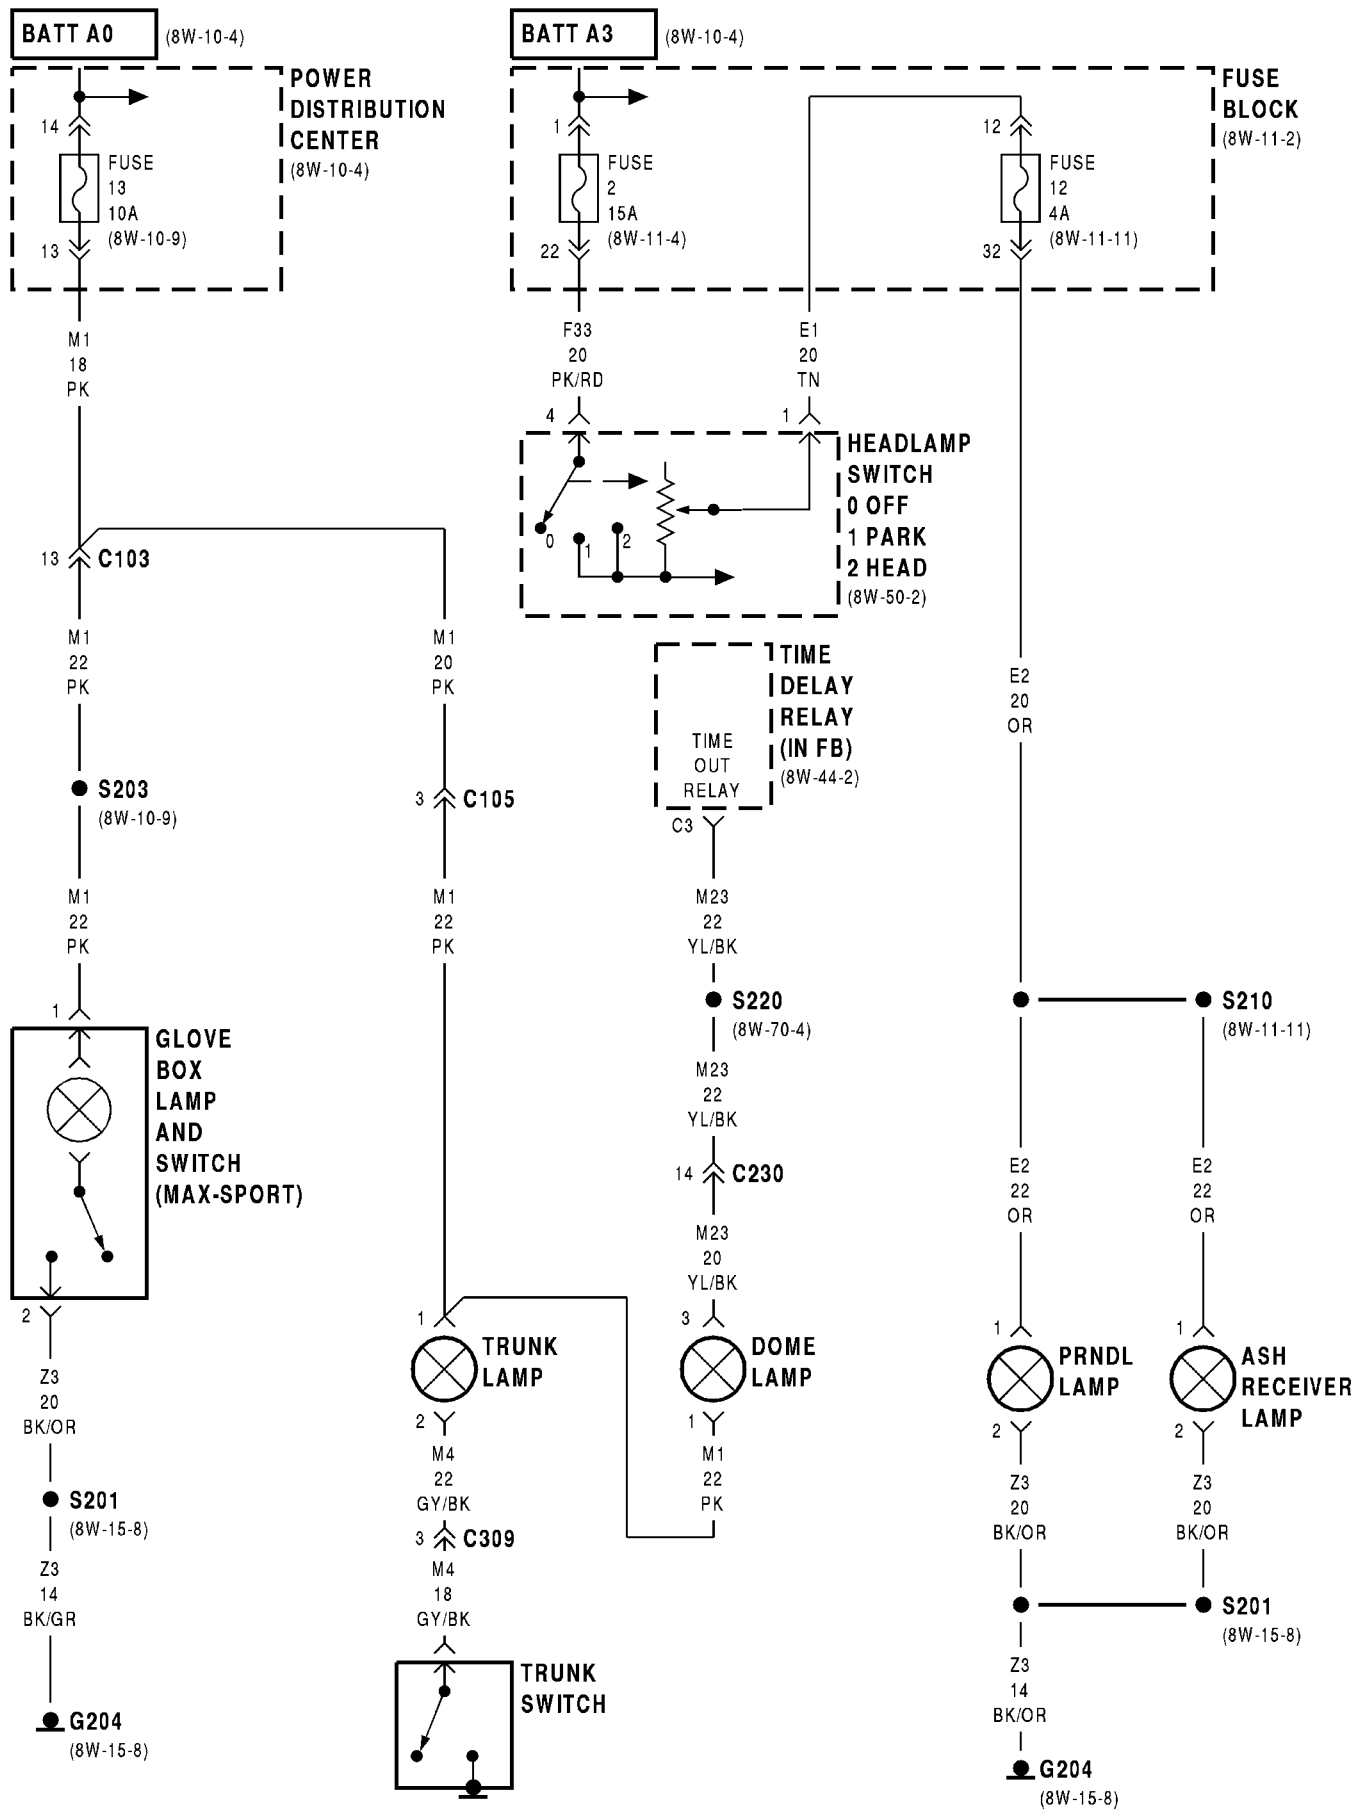 BATT A0
(8W-10-4)
BATT A3
(8W-10-4)
POWER
DISTRIBUTION
CENTER
(8W-10-4)
FUSE
BLOCK
(8W-11-2)
14
FUSE
13
10A
(8W-10-9)
13
1
FUSE
2
15A
(8W-11-4)
22
12
FUSE
12
4A
(8W-11-11)
32
M1
18
PK
F33
20
PK/RD
E1
20
TN
4
1
HEADLAMP
SWITCH
0 OFF
1 PARK
2 HEAD
(8W-50-2)
0
1
2
13
C103
M1
22
PK
M1
20
PK
TIME
DELAY
RELAY
(IN FB)
(8W-44-2)
TIME
OUT
RELAY
C3
E2
20
OR
S203
(8W-10-9)
3
C105
M1
22
PK
M1
22
PK
M23
22
YL/BK
S220
(8W-70-4)
S210
(8W-11-11)
1
GLOVE
BOX
LAMP
AND
SWITCH
(MAX-SPORT)
M23
22
YL/BK
14
C230
M23
20
YL/BK
E2
22
OR
E2
22
OR
2
1
TRUNK
LAMP
3
DOME
LAMP
1
PRNDL
LAMP
1
ASH
RECEIVER
LAMP
2
1
2
2
Z3
20
BK/OR
M4
22
GY/BK
M1
22
PK
Z3
20
BK/OR
Z3
20
BK/OR
S201
(8W-15-8)
3
C309
Z3
14
BK/GR
M4
18
GY/BK
S201
(8W-15-8)
TRUNK
SWITCH
Z3
14
BK/OR
G204
(8W-15-8)
G204
(8W-15-8)